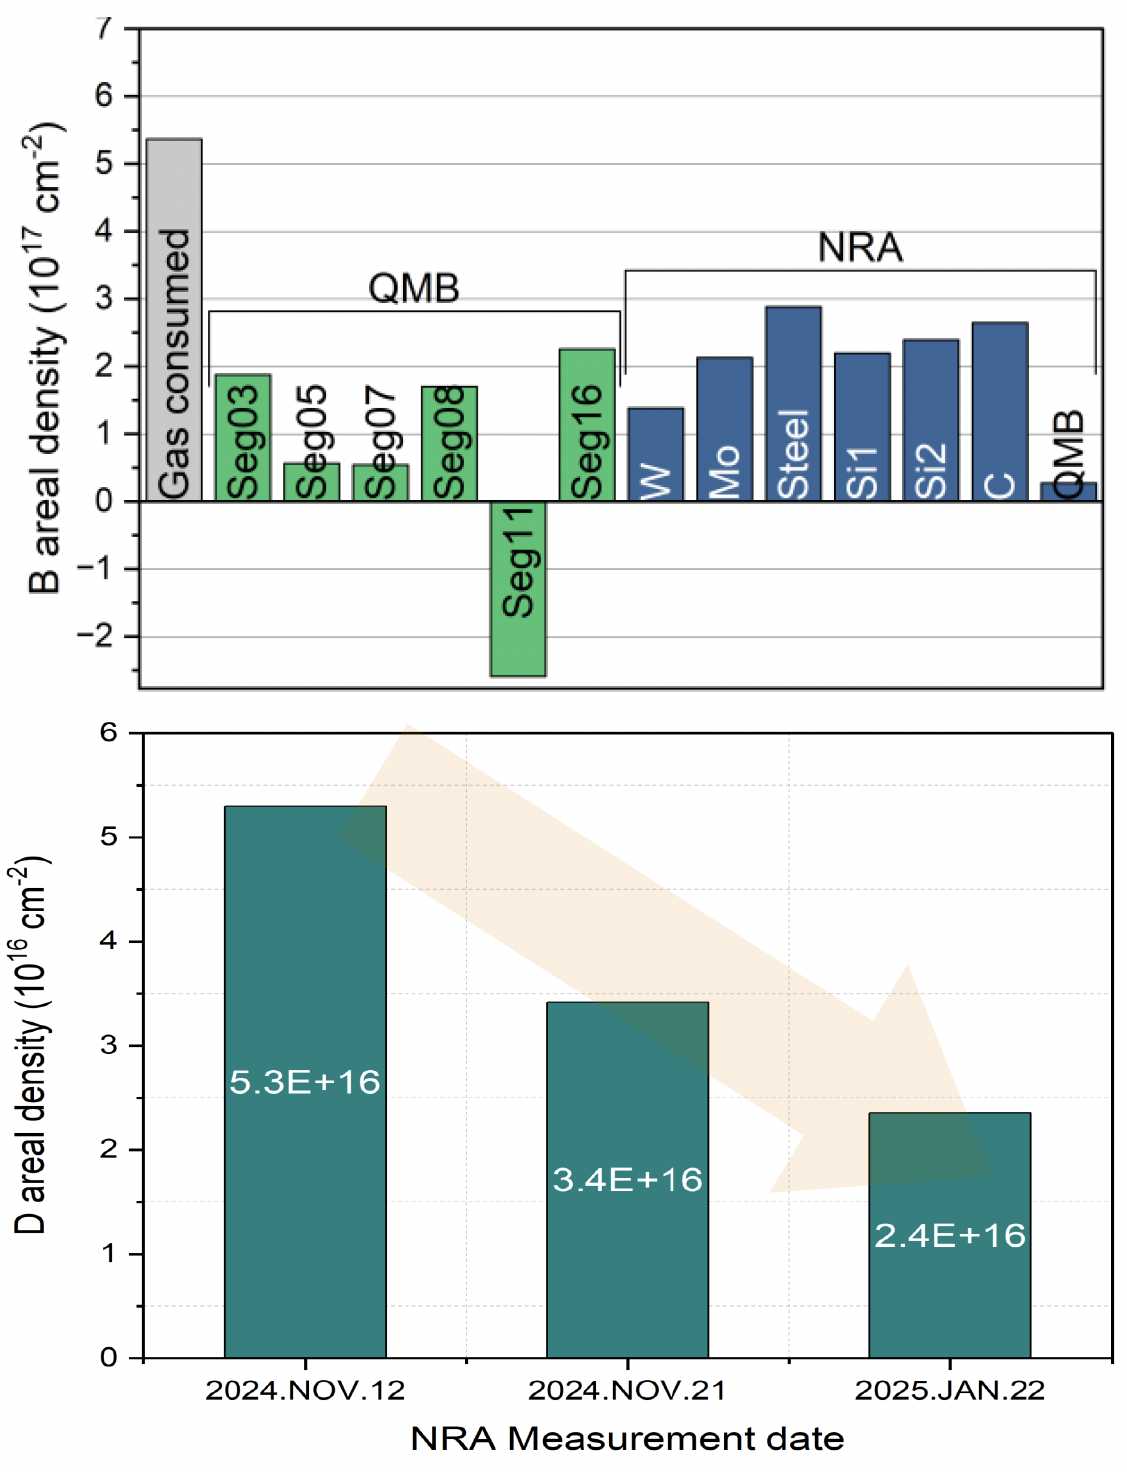 7
6
5
4
3
2
1
0
−1
−2
B areal density (10¹⁷ cm⁻²)
Gas consumed
QMB
Seg03
Seg05
Seg07
Seg08
Seg11
Seg16
NRA
W
Mo
Steel
Si1
Si2
C
QMB
6
5
4
3
2
1
0
D areal density (10¹⁶ cm⁻²)
5.3E+16
3.4E+16
2.4E+16
2024.NOV.12
2024.NOV.21
2025.JAN.22
NRA Measurement date